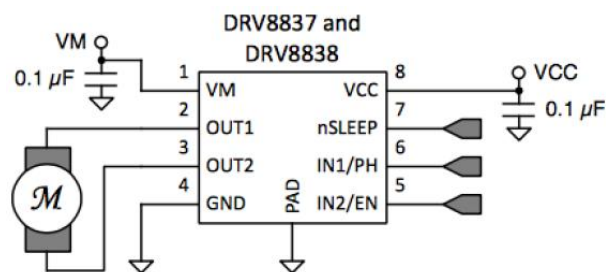 DRV8837 and
DRV8838
VM
0.1 µF
1
VM
VCC
8
VCC
0.1 µF
2
OUT1
nSLEEP
7
3
OUT2
IN1/PH
6
4
GND
PAD
IN2/EN
5
M